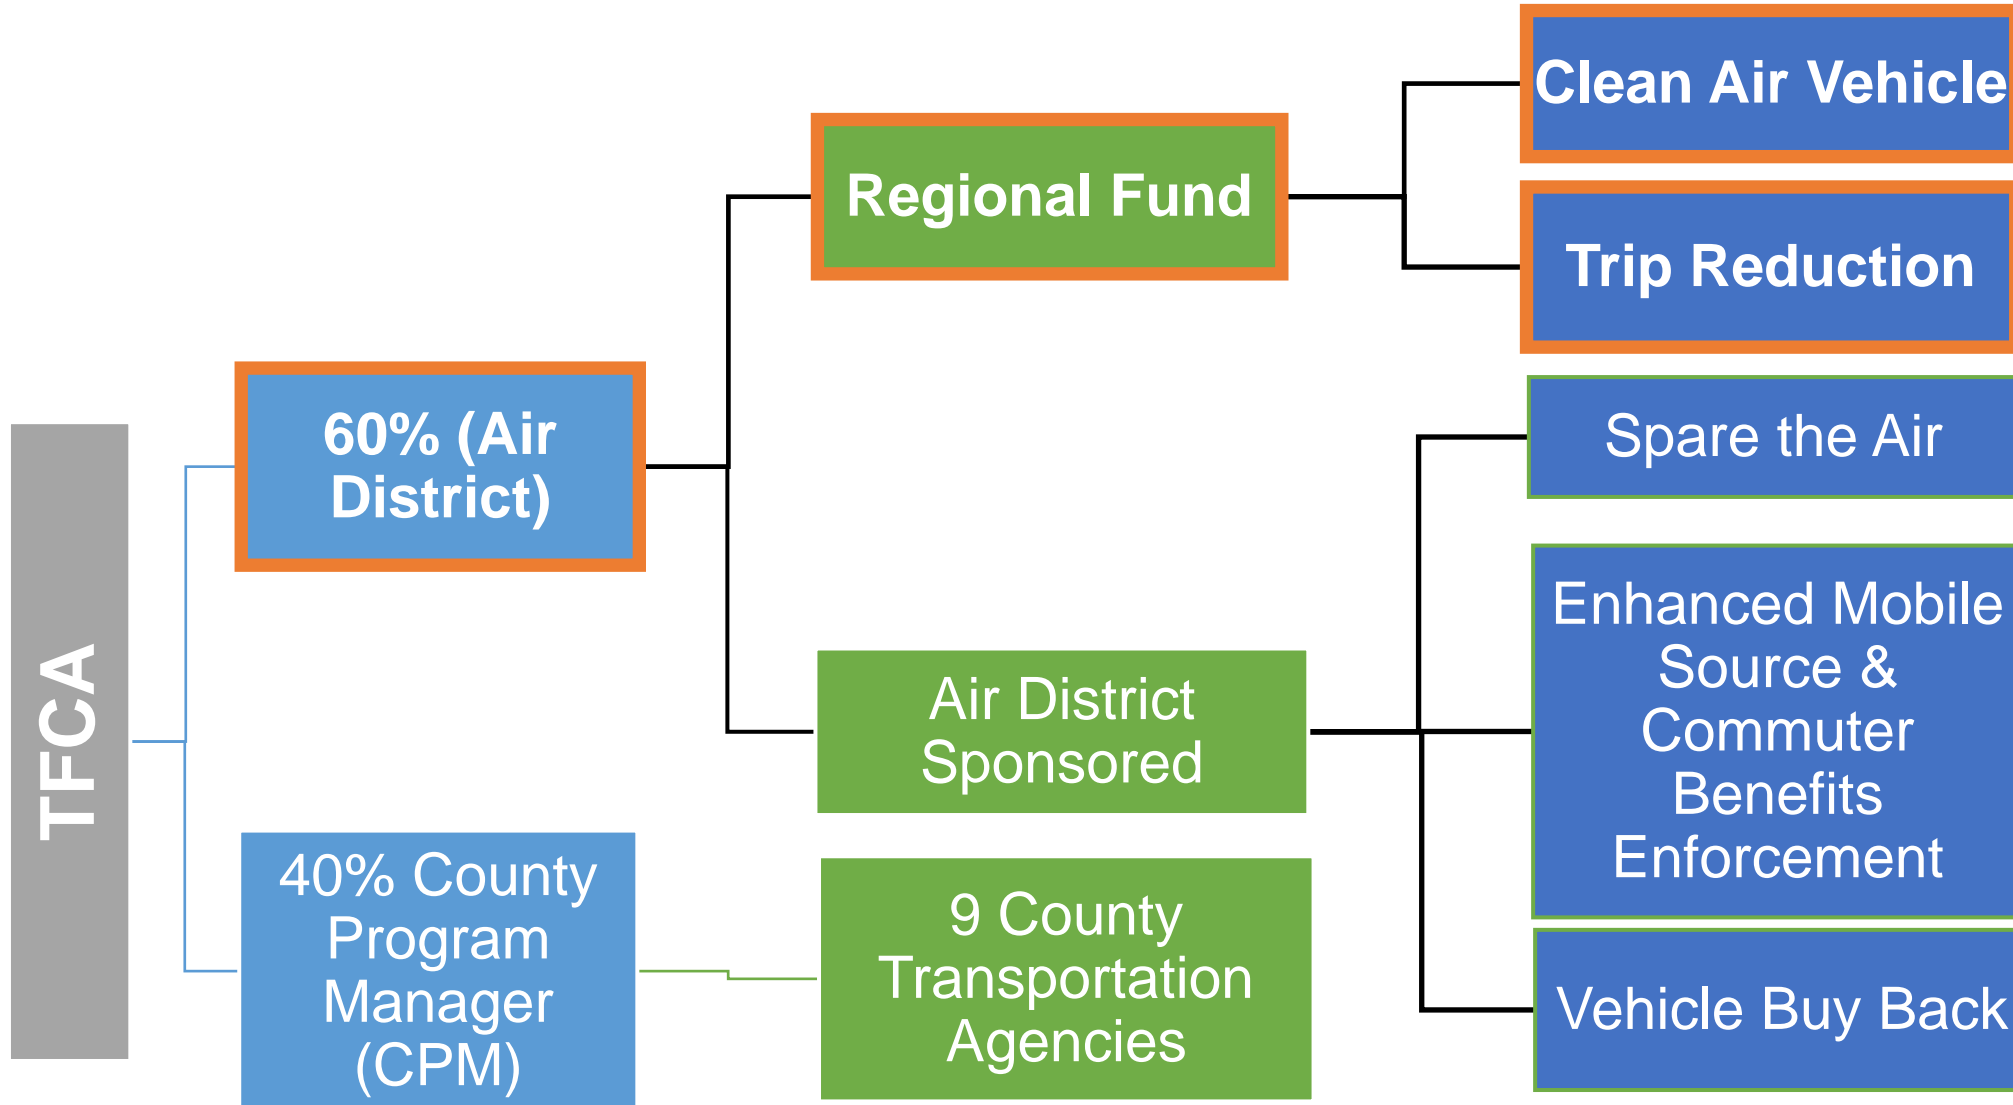 TFCA
60% (Air
District)
40% County
Program
Manager
(CPM)
Regional Fund
Air District
Sponsored
9 County
Transportation
Agencies
Clean Air Vehicle
Trip Reduction
Spare the Air
Enhanced Mobile
Source &
Commuter
Benefits
Enforcement
Vehicle Buy Back